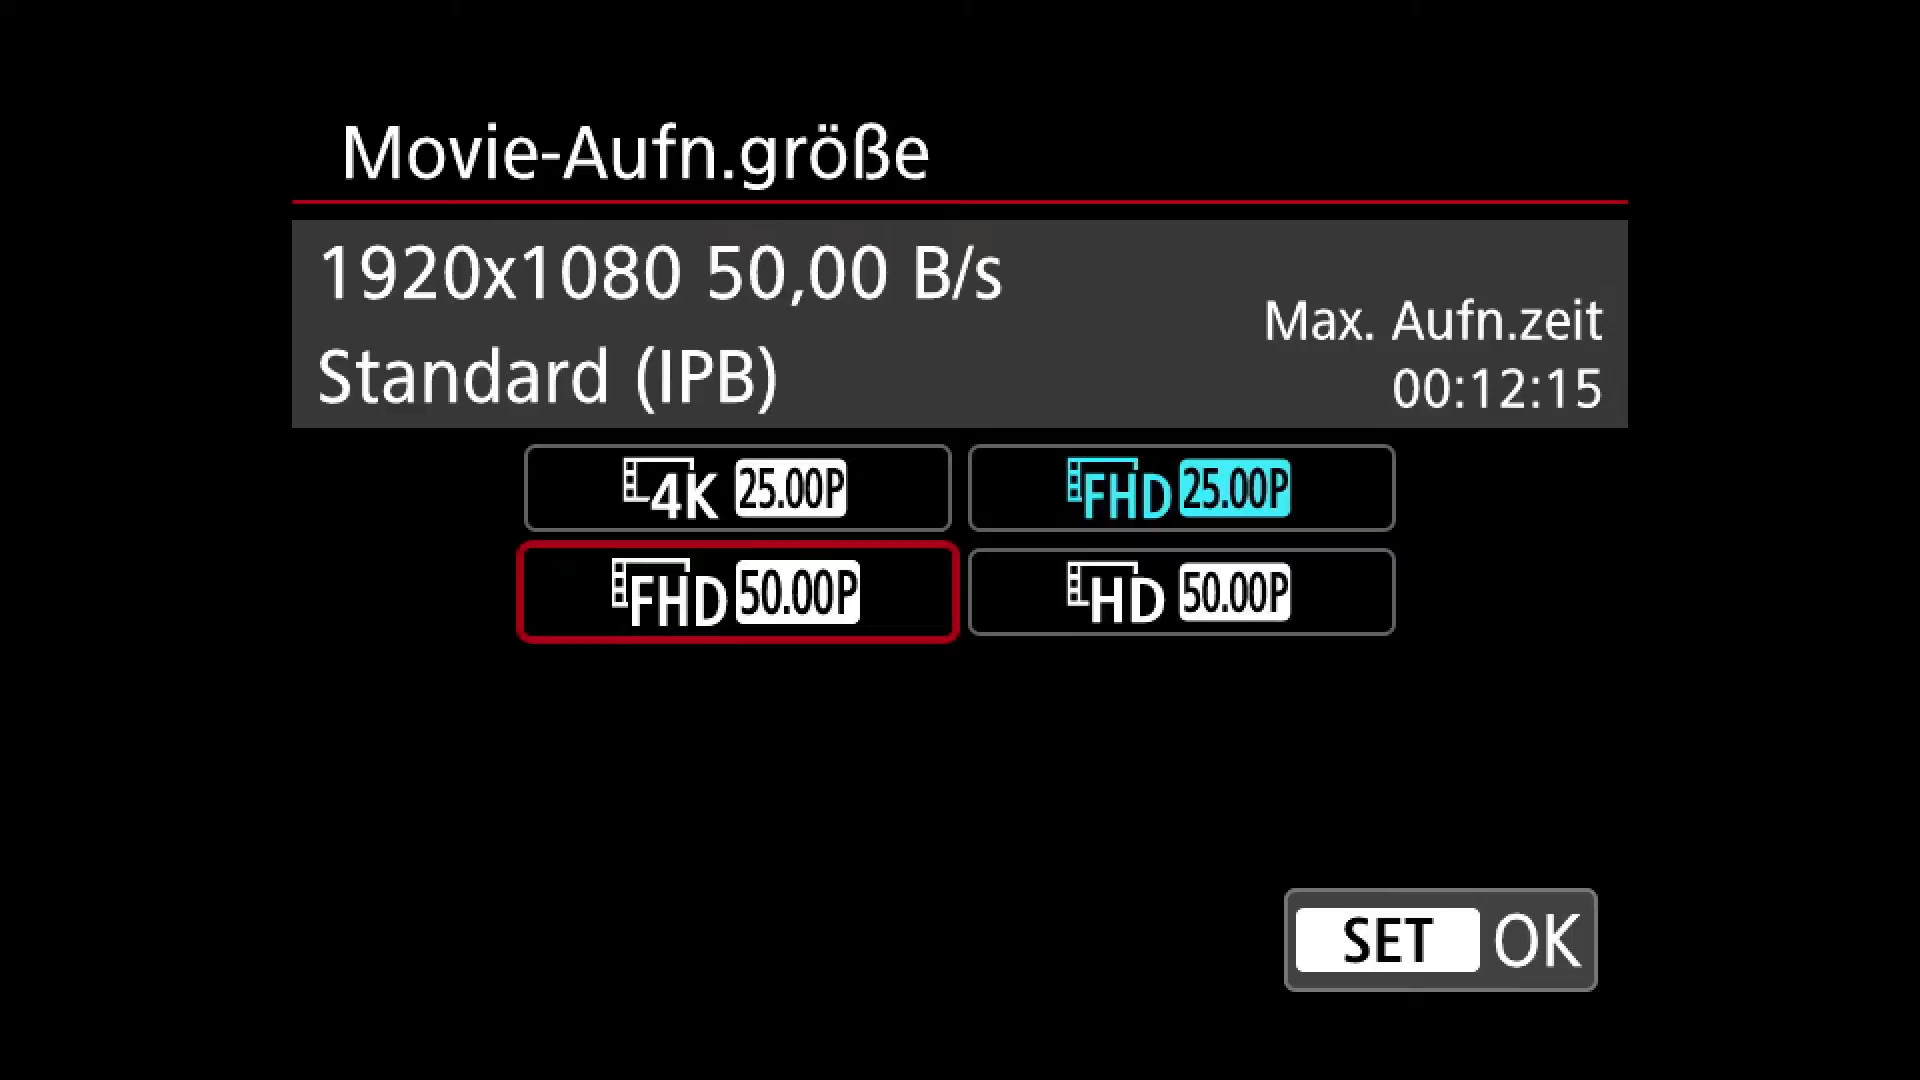 Movie-Aufn.größe
1920x1080 50,00 B/s
Standard (IPB)
Max. Aufn.zeit
00:12:15
4K 25.00P
FHD 25.00P
FHD 50.00P
HD 50.00P
SET OK